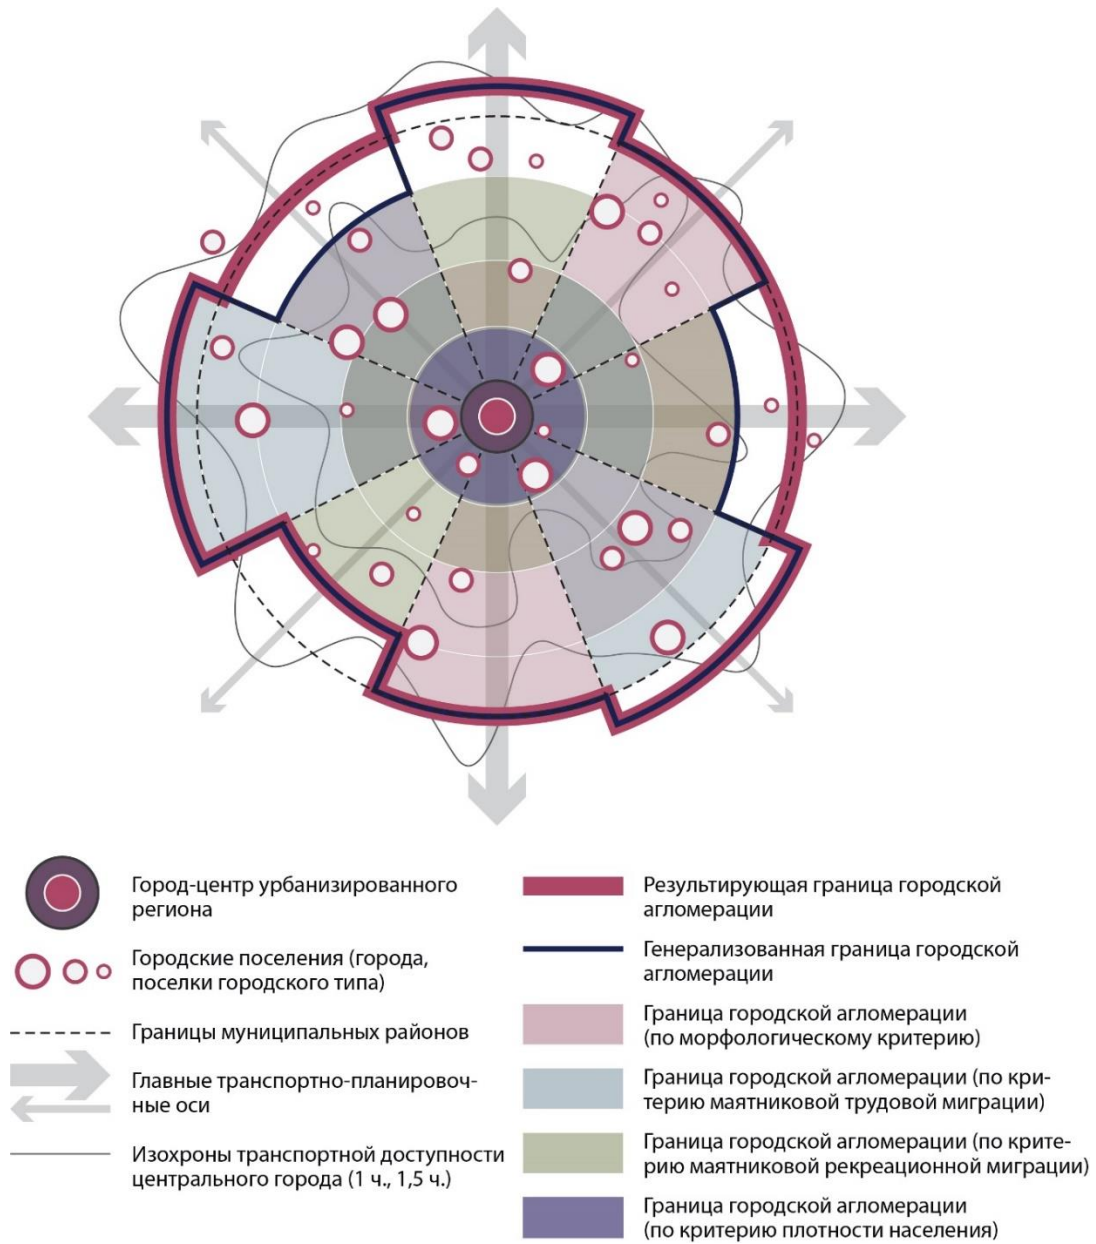 Город-центр урбанизированного
региона
Городские поселения (города,
поселки городского типа)
Границы муниципальных районов
Главные транспортно-планировоч-
ные оси
Изохроны транспортной доступности
центрального города (1 ч., 1,5 ч.)
Результирующая граница городской
агломерации
Генерализованная граница городской
агломерации
Граница городской агломерации
(по морфологическому критерию)
Граница городской агломерации (по кри-
терию маятниковой трудовой миграции)
Граница городской агломерации (по крите-
рию маятниковой рекреационной миграции)
Граница городской агломерации
(по критерию плотности населения)